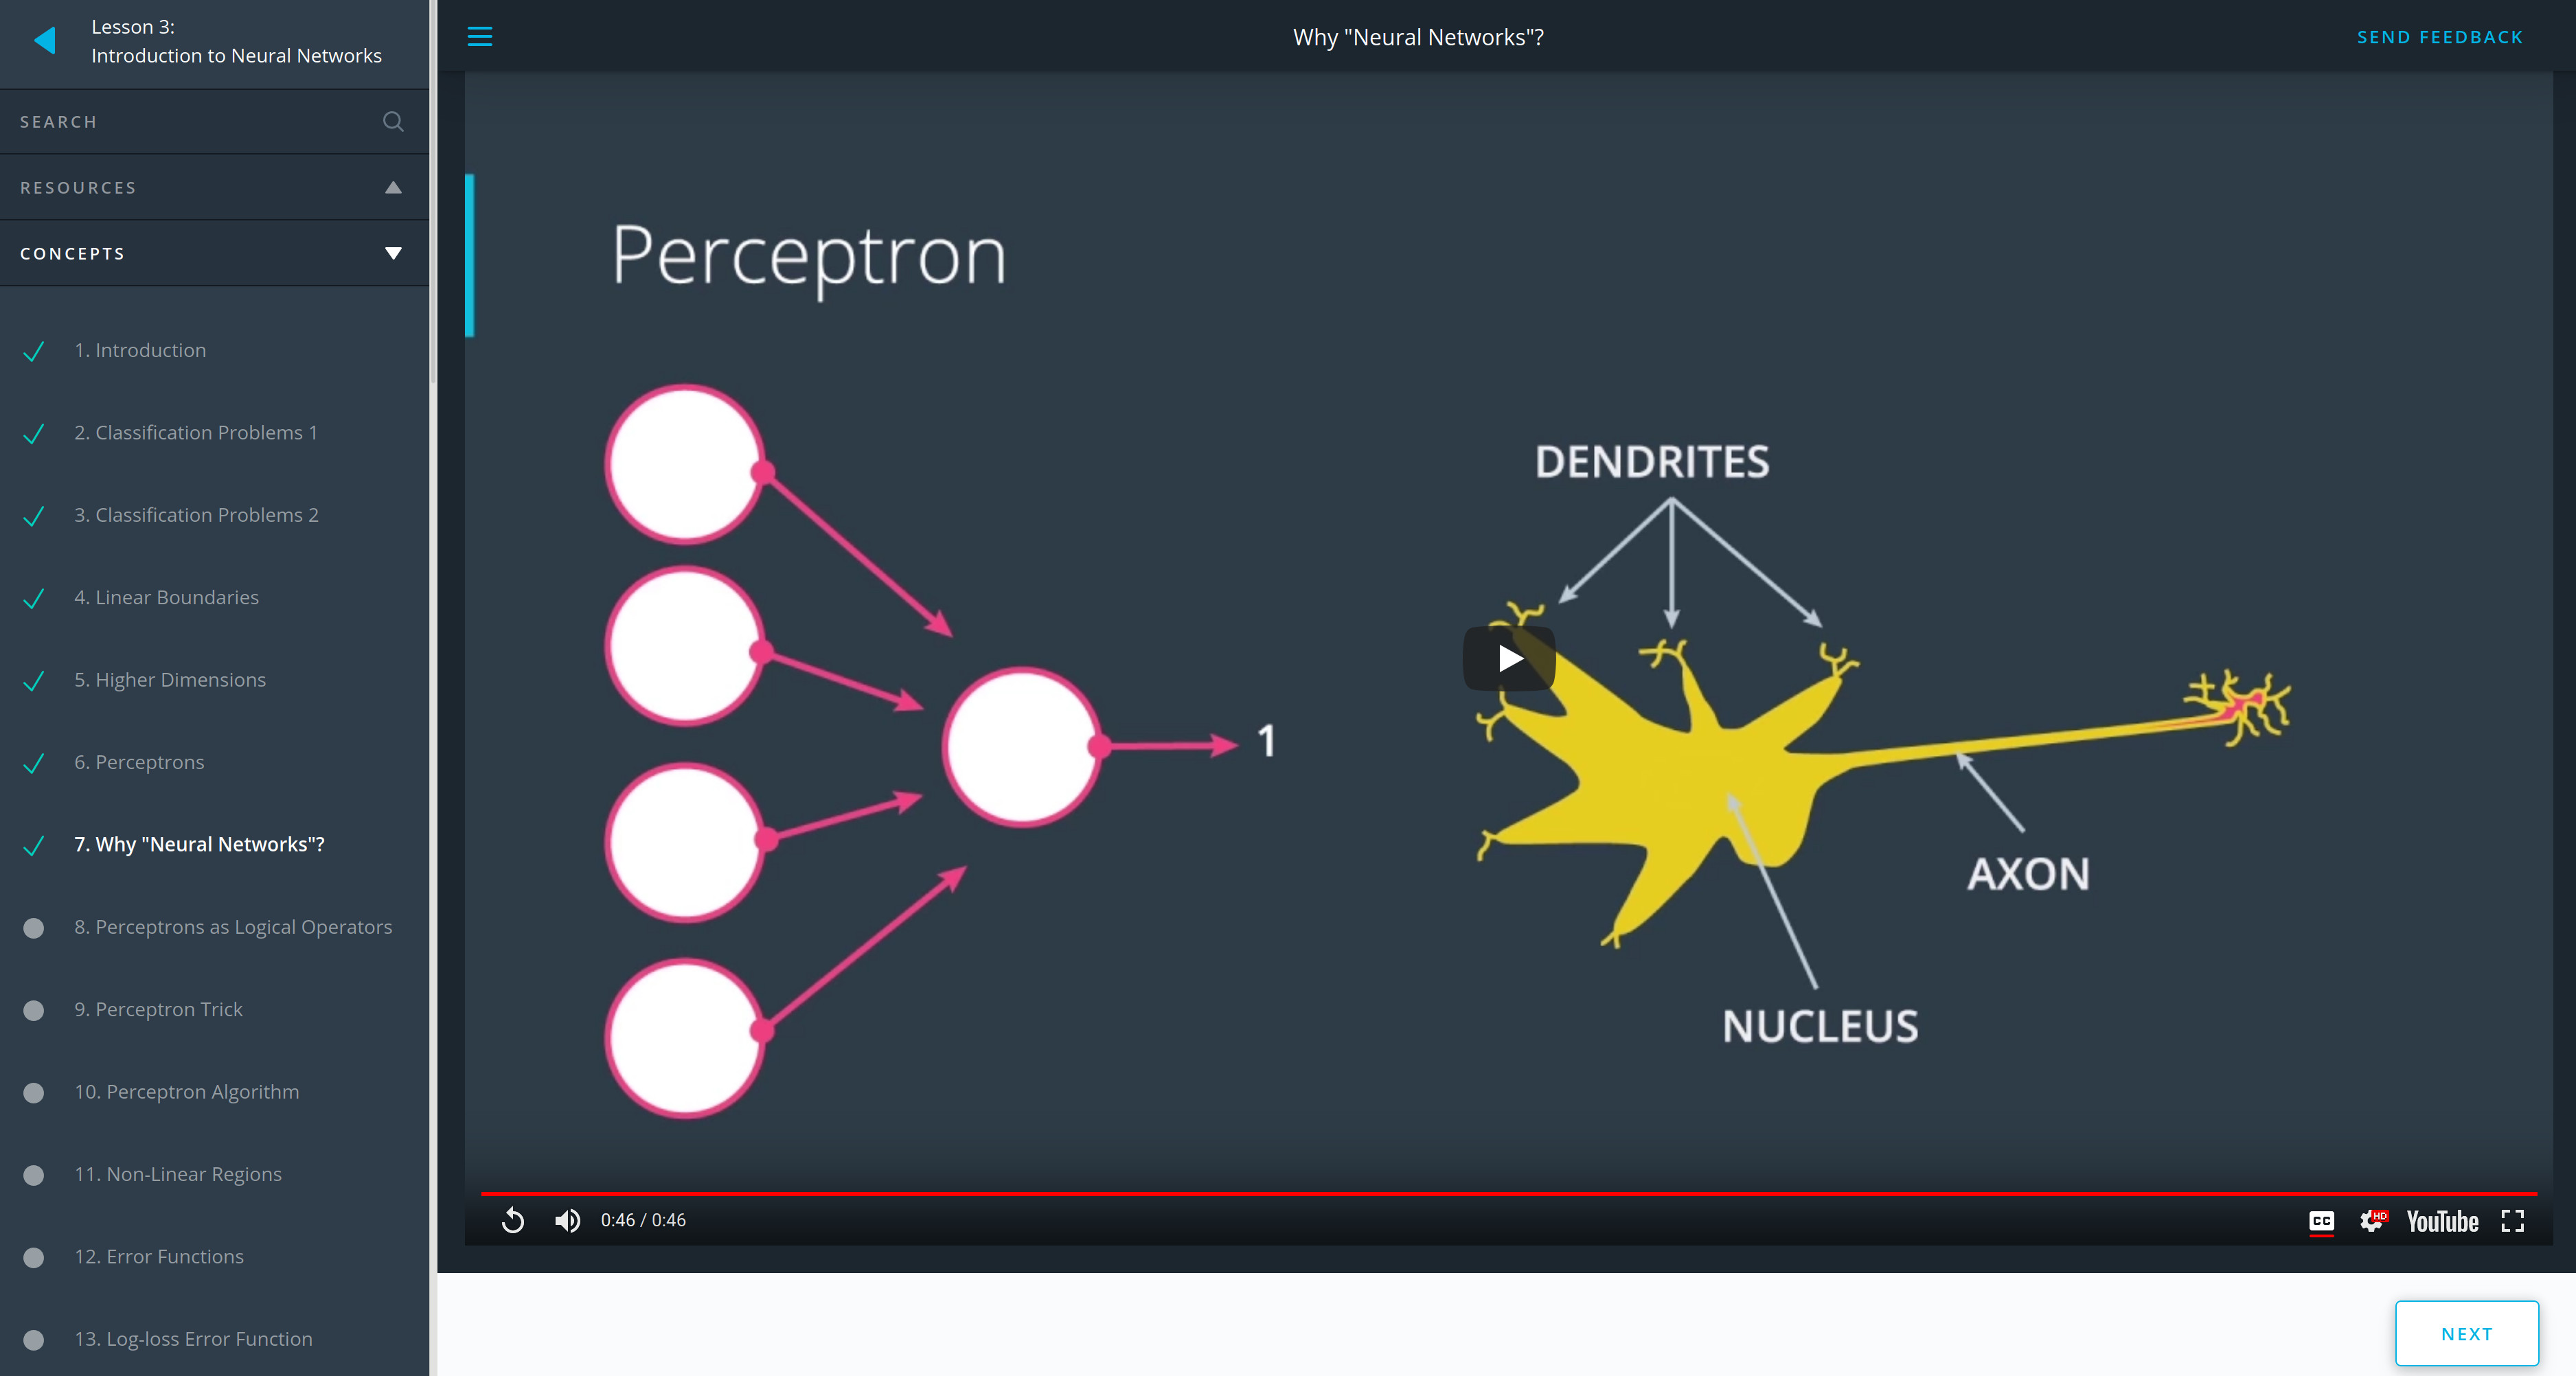 Lesson 3:
Introduction to Neural Networks
SEARCH
RESOURCES
CONCEPTS
1. Introduction
2. Classification Problems 1
3. Classification Problems 2
4. Linear Boundaries
5. Higher Dimensions
6. Perceptrons
7. Why "Neural Networks"?
8. Perceptrons as Logical Operators
9. Perceptron Trick
10. Perceptron Algorithm
11. Non-Linear Regions
12. Error Functions
13. Log-loss Error Function
Why "Neural Networks"?
SEND FEEDBACK
Perceptron
1
DENDRITES
AXON
NUCLEUS
0:46 / 0:46
CC
HD
YouTube
NEXT